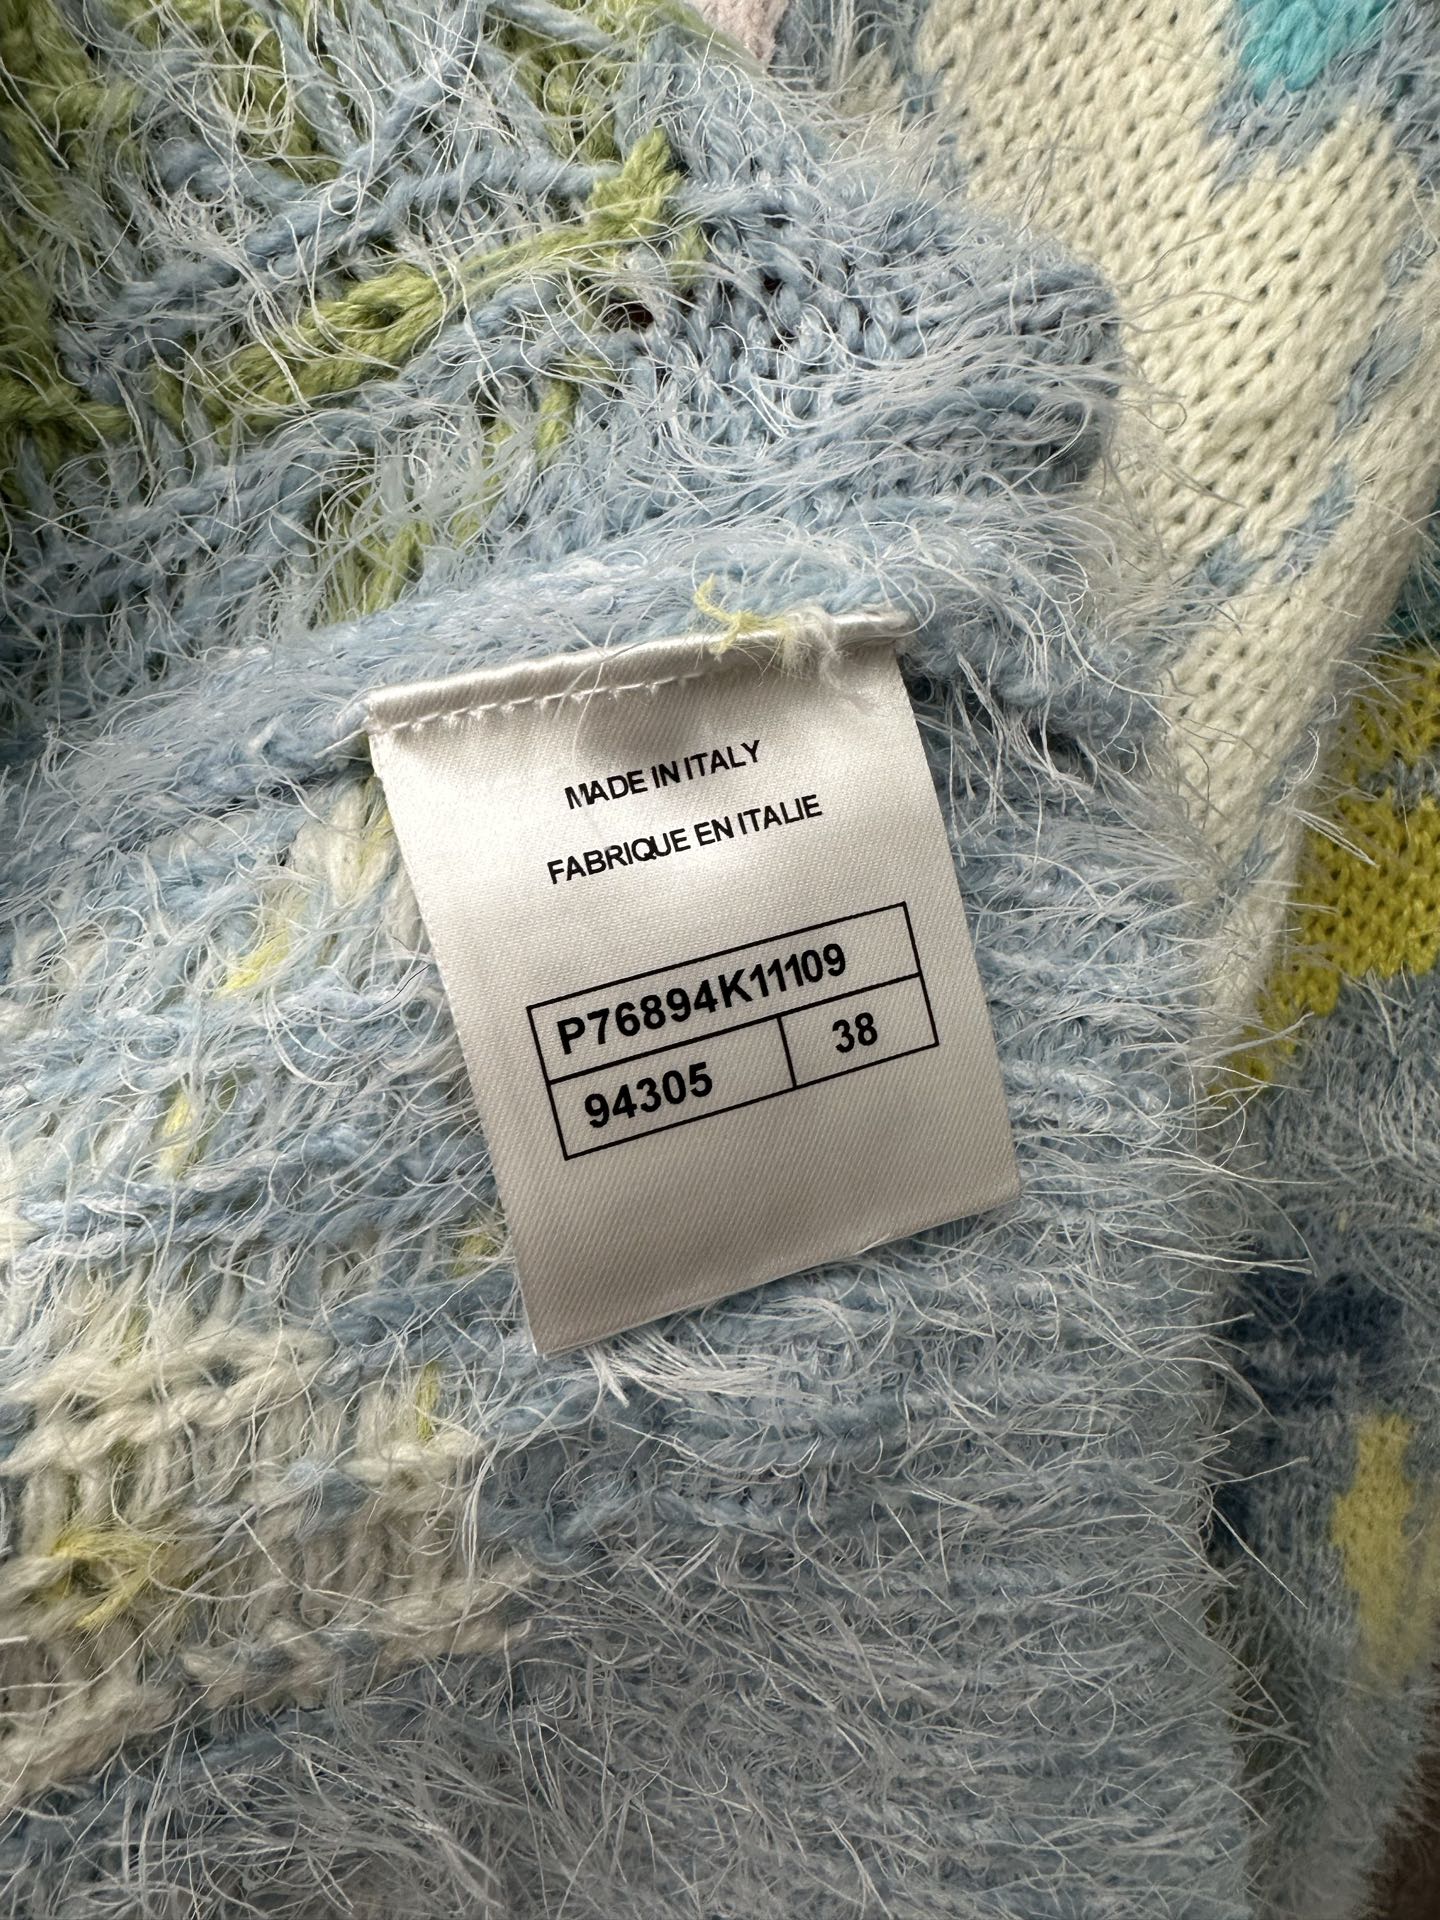 MADE IN ITALY
FABRIQUE EN ITALIE
P76894K11109
94305 38